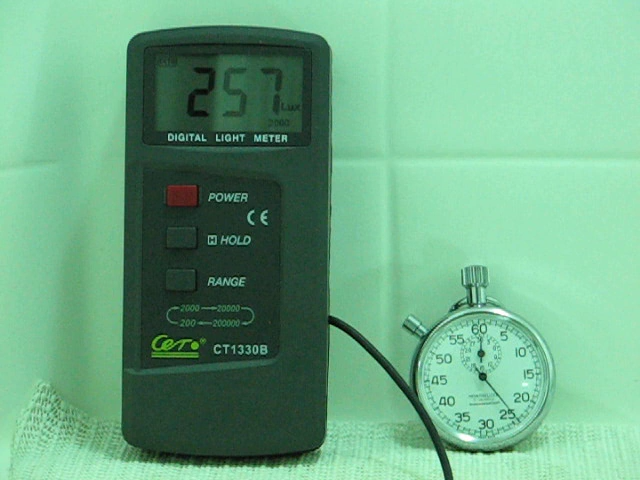 257
Lux
2000
DIGITAL LIGHT METER
POWER
CE
H HOLD
RANGE
2000 20000
200 200000
CET ®
CT1330B
60
55 5
50 10
45 15
40 20
35 25
30